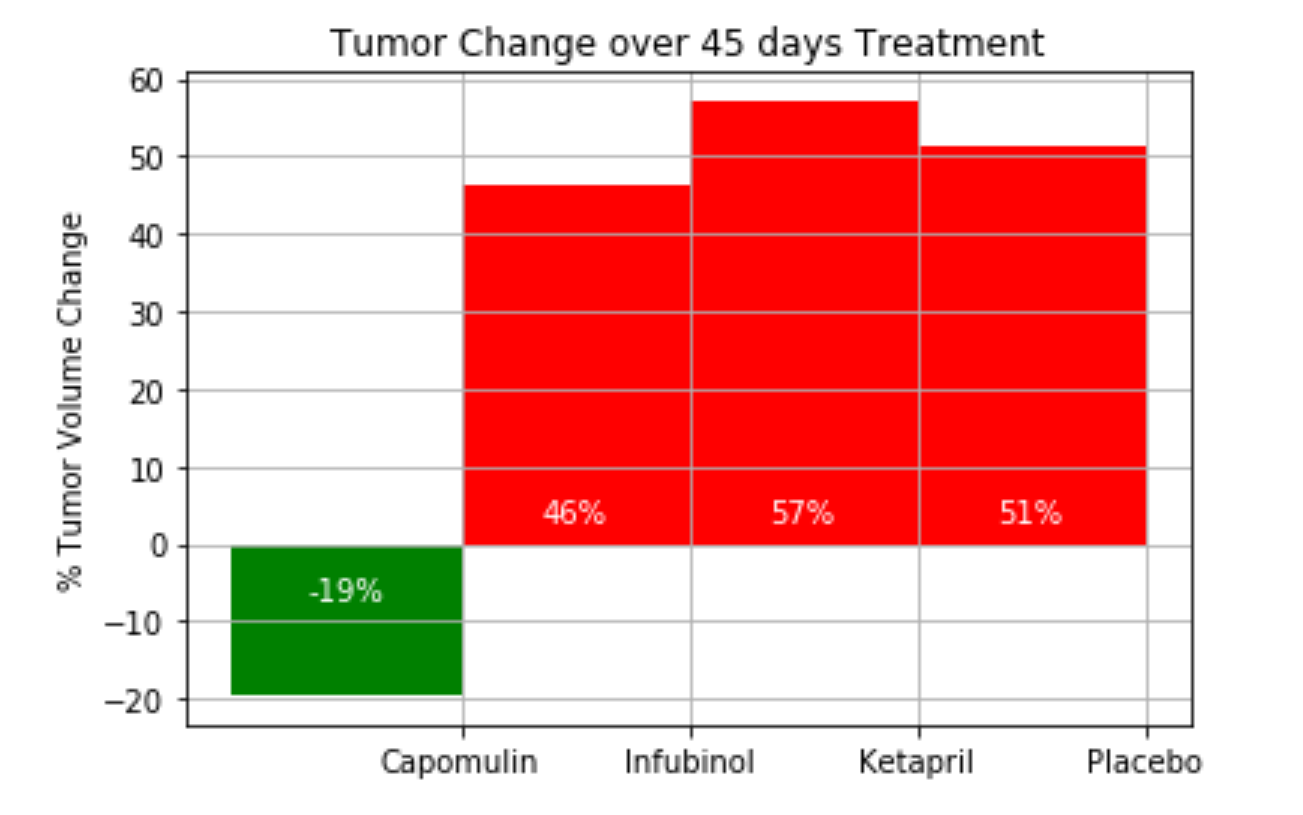 Tumor Change over 45 days Treatment
% Tumor Volume Change
60
50
40
30
20
10
0
−10
−20
46%
57%
51%
-19%
Capomulin
Infubinol
Ketapril
Placebo